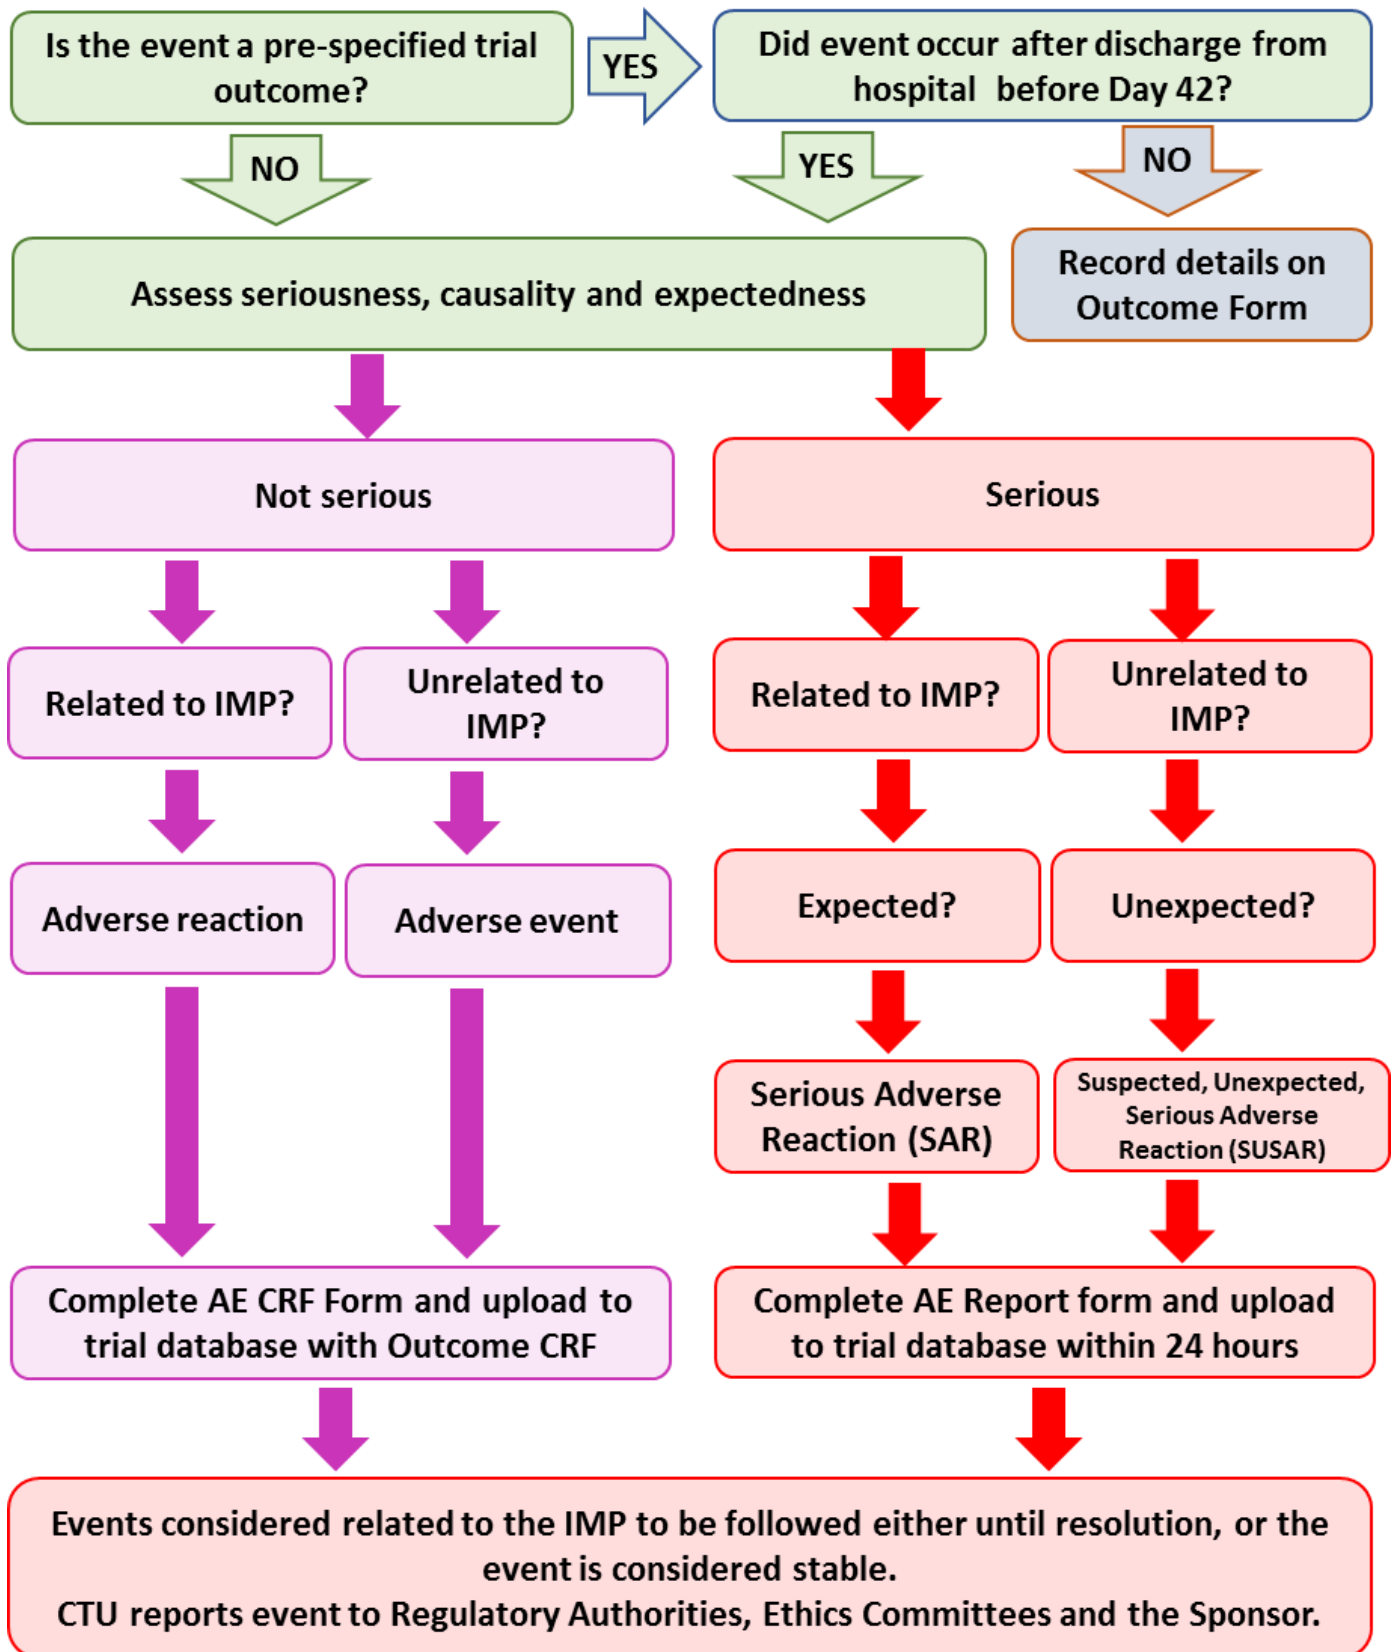 Is the event a pre-specified trial
outcome?
YES
Did event occur after discharge from
hospital before Day 42?
NO
YES
NO
Assess seriousness, causality and expectedness
Record details on
Outcome Form
Not serious
Serious
Related to IMP?
Unrelated to
IMP?
Related to IMP?
Unrelated to
IMP?
Adverse reaction
Adverse event
Expected?
Unexpected?
Serious Adverse
Reaction (SAR)
Suspected, Unexpected,
Serious Adverse
Reaction (SUSAR)
Complete AE CRF Form and upload to
trial database with Outcome CRF
Complete AE Report form and upload
to trial database within 24 hours
Events considered related to the IMP to be followed either until resolution, or the
event is considered stable.
CTU reports event to Regulatory Authorities, Ethics Committees and the Sponsor.